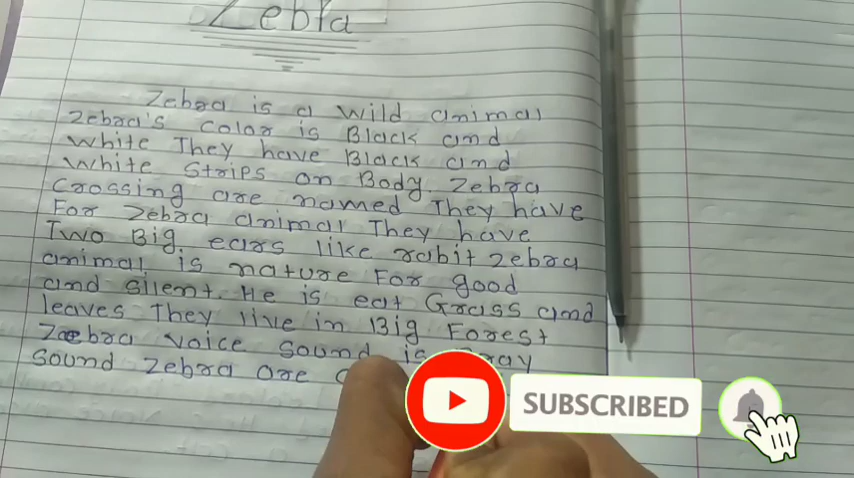 Zebra
Zebra is a wild animal
Zebra's color is Black and
White They have Black and
White Strips on Body. Zebra
Crossing are named They have
For Zebra animal They have
Two Big. ears like rabit zebra
animal is nature For good
and silent. He is eat Grass and
leaves They live in Big Forest
Zebra voice sound is
sound Zebra are
SUBSCRIBED